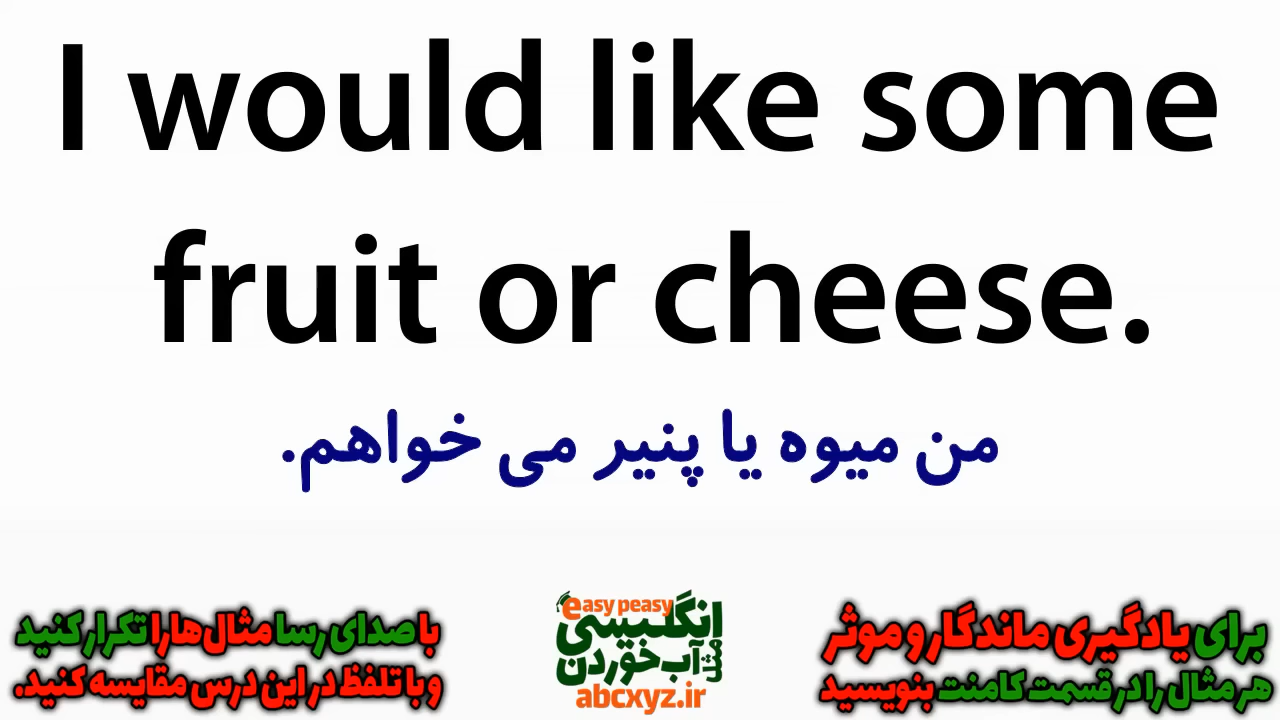 I would like some
fruit or cheese.
من میوه یا پنیر می خواهم.
برای یادگیری ماندگار و موثر
هر مثال را در قسمت کامنت بنویسید
easy peasy
انگلیسی
مثل آب خوردن
abcxyz.ir
با صدای رسا مثال‌ها را تکرار کنید
و با تلفظ در این درس مقایسه کنید.